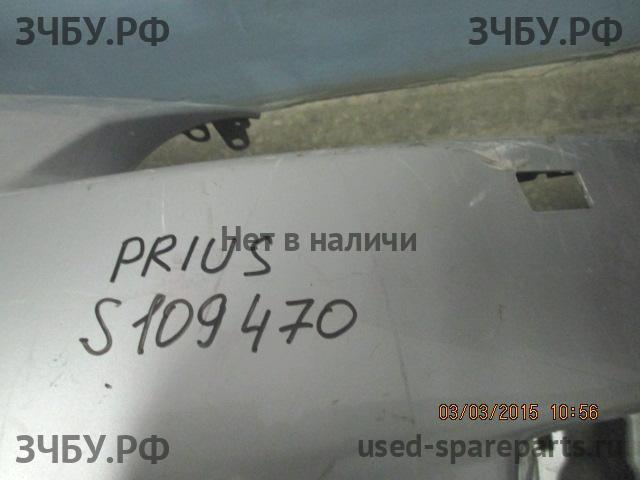 ЗЧБУ.РФ ЗЧБУ.РФ
Нет в наличи
PRIUS
S109470
03/03/2015 10:56
ЗЧБУ.РФ used-spareparts.ru